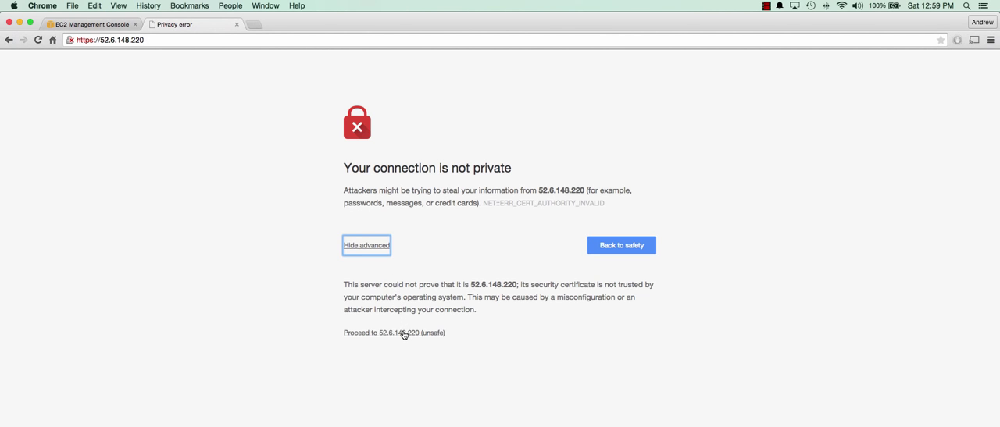 Chrome File Edit View History Bookmarks People Window Help 100% Sat 12:59 PM
EC2 Management Console Privacy error Andrew
https://52.6.148.220
Your connection is not private
Attackers might be trying to steal your information from 52.6.148.220 (for example,
passwords, messages, or credit cards). NET::ERR_CERT_AUTHORITY_INVALID
Hide advanced Back to safety
This server could not prove that it is 52.6.148.220; its security certificate is not trusted by
your computer's operating system. This may be caused by a misconfiguration or an
attacker intercepting your connection.
Proceed to 52.6.148.220 (unsafe)